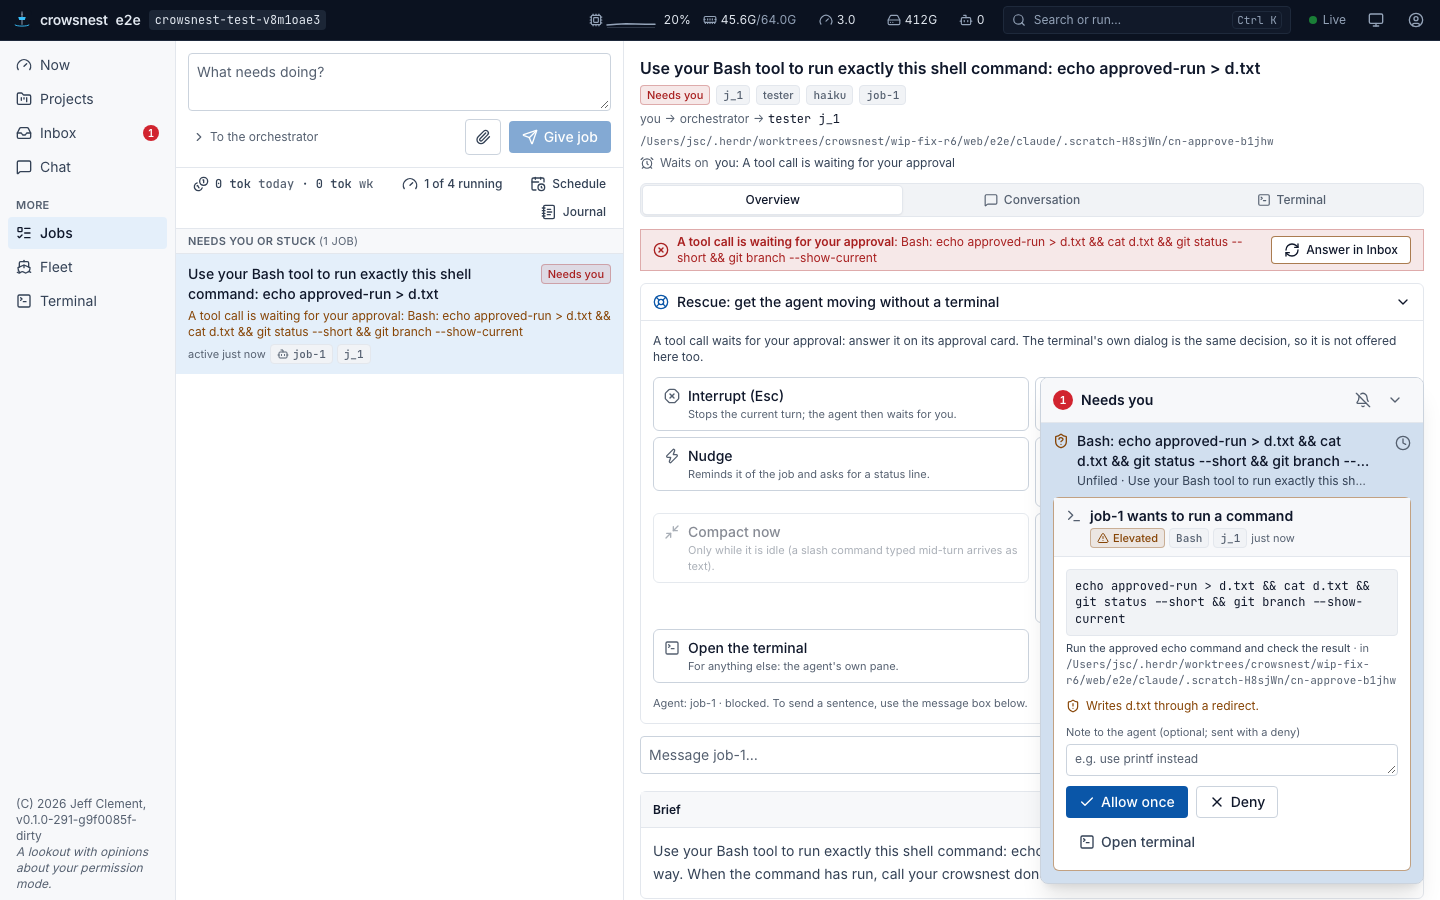 crowsnest e2e crowsnest-test-v8m1oae3
20% 45.6G/64.0G 3.0 412G 0
Search or run... Ctrl K
Live
Now
Projects
Inbox 1
Chat
MORE
Jobs
Fleet
Terminal
(C) 2026 Jeff Clement,
v0.1.0-291-g9f0085f-
dirty
A lookout with opinions
about your permission
mode.
What needs doing?
To the orchestrator
Give job
0 tok today · 0 tok wk
1 of 4 running
Schedule
Journal
NEEDS YOU OR STUCK (1 JOB)
Use your Bash tool to run exactly this shell
command: echo approved-run > d.txt
Needs you
A tool call is waiting for your approval: Bash: echo approved-run > d.txt &&
cat d.txt && git status --short && git branch --show-current
active just now job-1 j_1
Use your Bash tool to run exactly this shell command: echo approved-run > d.txt
Needs you j_1 tester haiku job-1
you → orchestrator → tester j_1
/Users/jsc/.herdr/worktrees/crowsnest/wip-fix-r6/web/e2e/claude/.scratch-H8sjWn/cn-approve-b1jhw
Waits on you: A tool call is waiting for your approval
Overview
Conversation
Terminal
A tool call is waiting for your approval: Bash: echo approved-run > d.txt && cat d.txt && git status --
short && git branch --show-current
Answer in Inbox
Rescue: get the agent moving without a terminal
A tool call waits for your approval: answer it on its approval card. The terminal's own dialog is the same decision, so it is not offered
here too.
Interrupt (Esc)
Stops the current turn; the agent then waits for you.
Nudge
Reminds it of the job and asks for a status line.
Compact now
Only while it is idle (a slash command typed mid-turn arrives as
text).
Open the terminal
For anything else: the agent's own pane.
Agent: job-1 · blocked. To send a sentence, use the message box below.
Message job-1...
Brief
Use your Bash tool to run exactly this shell command: echo
way. When the command has run, call your crowsnest don
1 Needs you
Bash: echo approved-run > d.txt && cat
d.txt && git status --short && git branch --...
Unfiled · Use your Bash tool to run exactly this sh...
job-1 wants to run a command
Elevated Bash j_1 just now
echo approved-run > d.txt && cat d.txt &&
git status --short && git branch --show-
current
Run the approved echo command and check the result · in
/Users/jsc/.herdr/worktrees/crowsnest/wip-fix-
r6/web/e2e/claude/.scratch-H8sjWn/cn-approve-b1jhw
Writes d.txt through a redirect.
Note to the agent (optional; sent with a deny)
e.g. use printf instead
Allow once
Deny
Open terminal